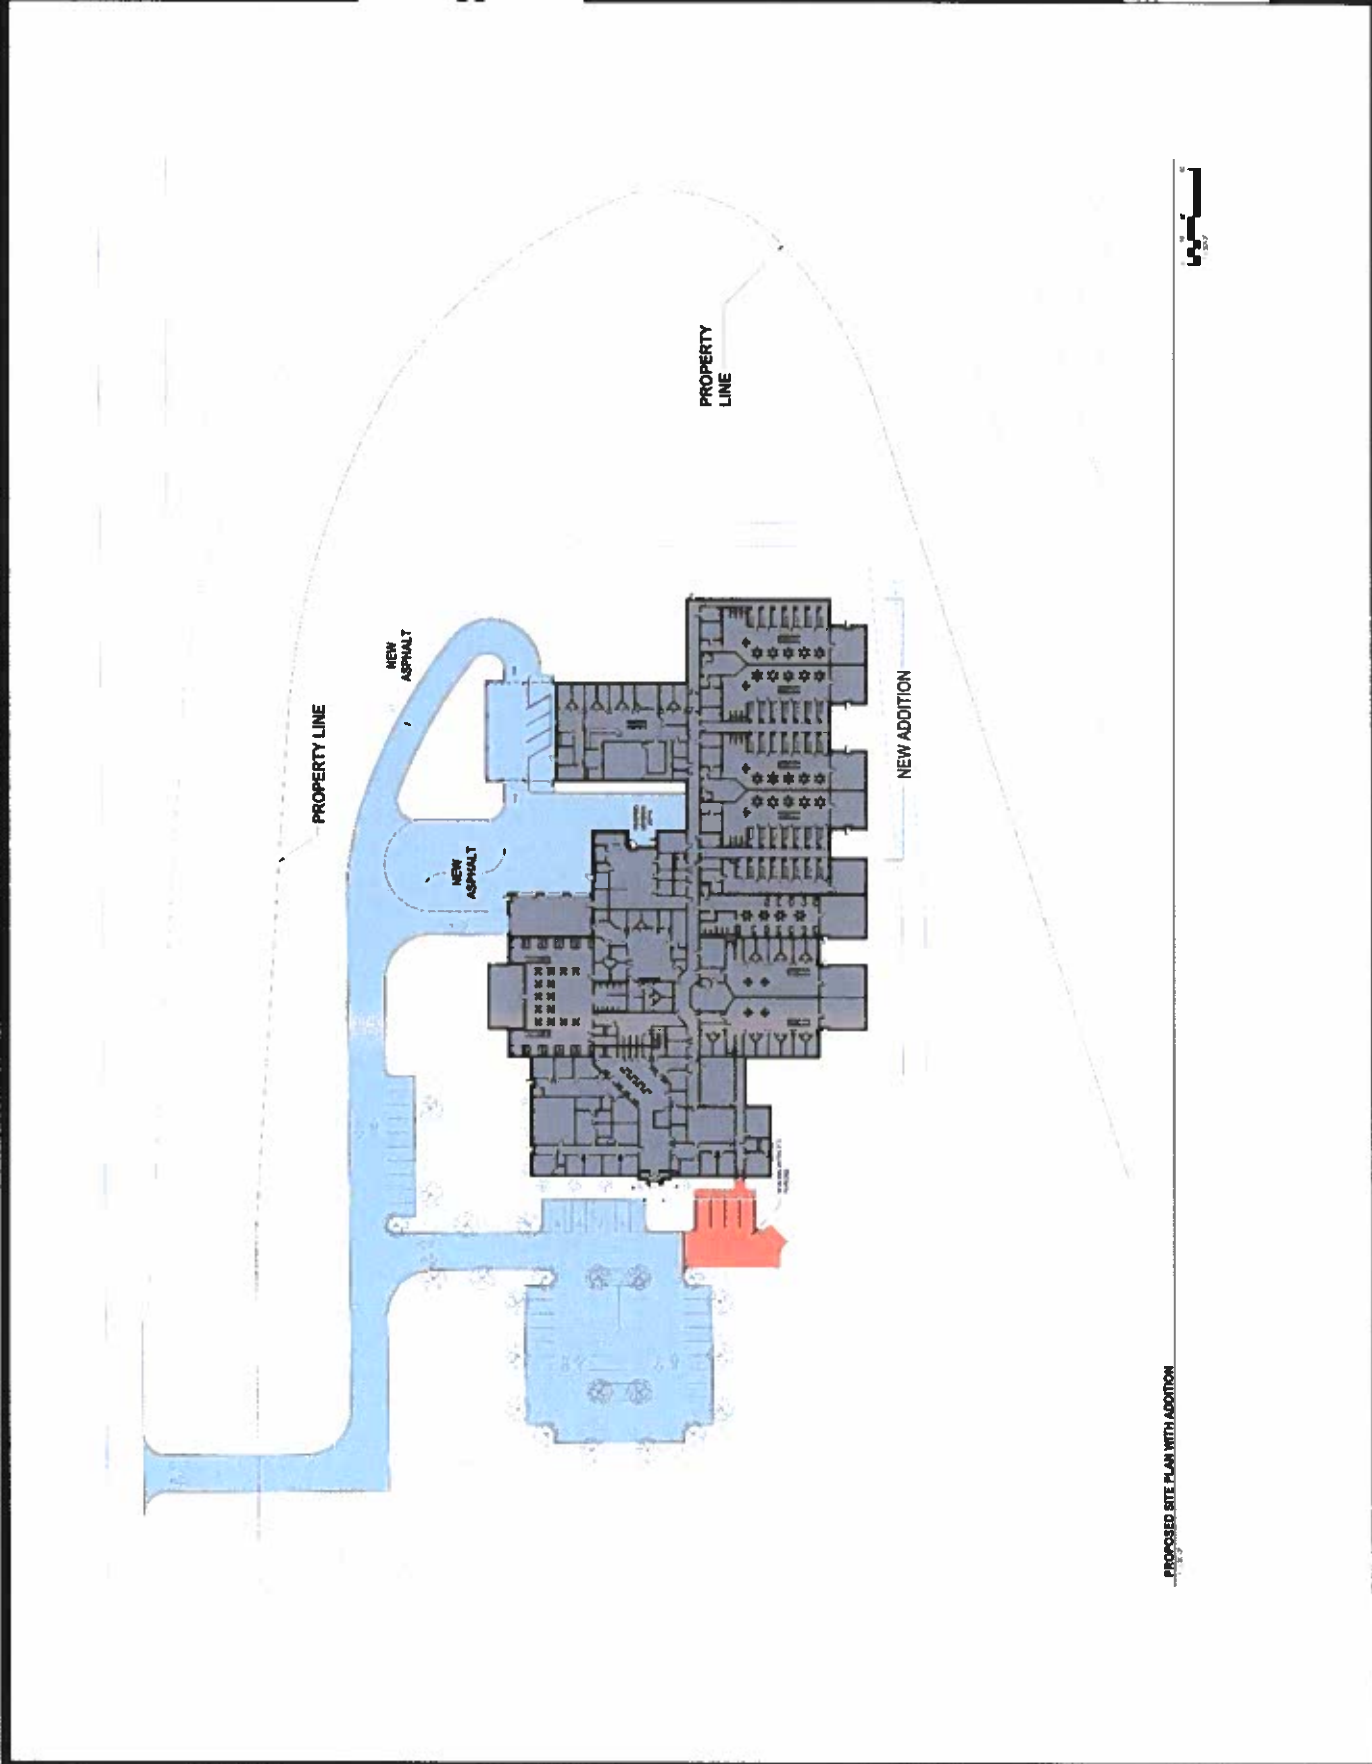 PROPERTY
LINE
NEW
ASPHALT
PROPERTY LINE
NEW
ASPHALT
NEW ADDITION
PROPOSED SITE PLAN WITH ADDITION